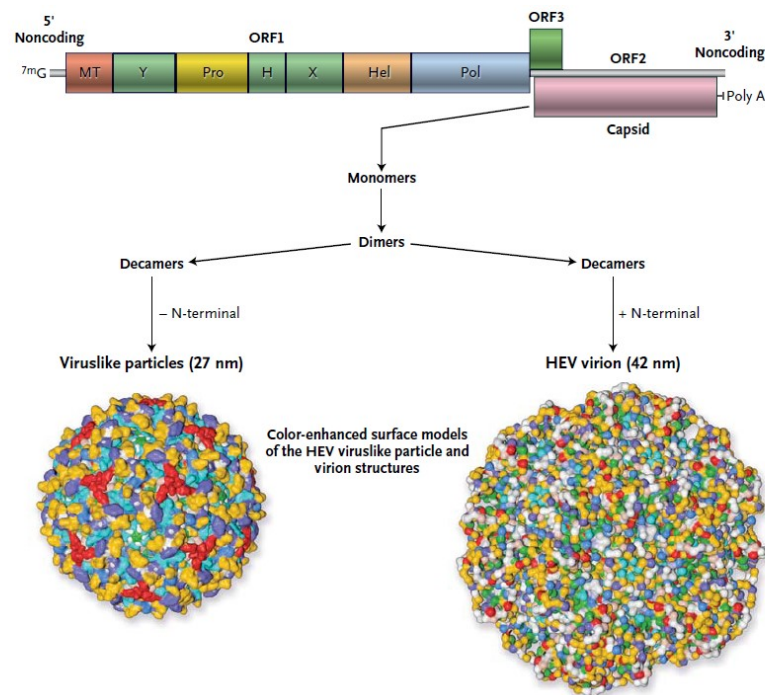 5'
Noncoding
ORF1
ORF3
ORF2
3'
Noncoding
7mG
MT
Y
Pro
H
X
Hel
Pol
Poly A
Capsid
Monomers
Dimers
Decamers
Decamers
– N-terminal
+ N-terminal
Viruslike particles (27 nm)
HEV virion (42 nm)
Color-enhanced surface models
of the HEV viruslike particle and
virion structures